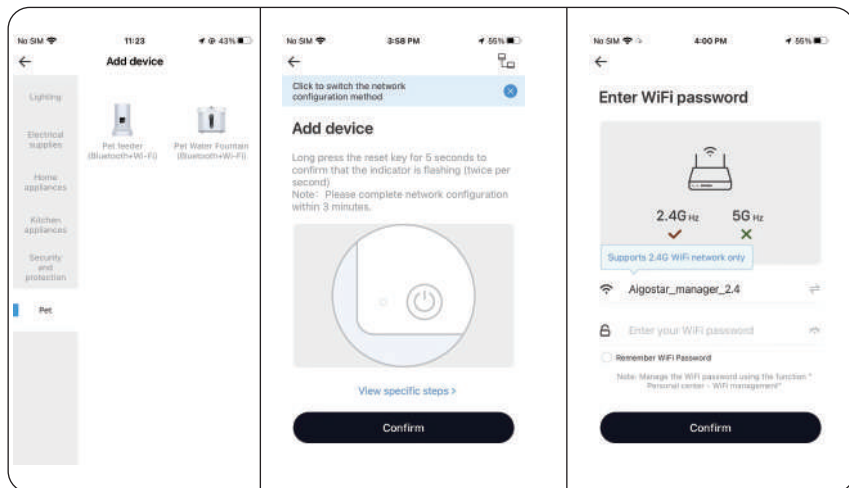 No SIM 11:23 43%
Add device
Lighting
Electrical
supplies
Home
appliances
Kitchen
appliances
Security
and
protection
Pet
Pet feeder
(Bluetooth+Wi-Fi)
Pet Water Fountain
(Bluetooth+Wi-Fi)
No SIM 3:58 PM 55%
Click to switch the network
configuration method
Add device
Long press the reset key for 5 seconds to
confirm that the indicator is flashing (twice per
second)
Note: Please complete network configuration
within 3 minutes.
View specific steps >
Confirm
No SIM 4:00 PM 55%
Enter WiFi password
2.4G Hz 5G Hz
Supports 2.4G WiFi network only
Aigostar_manager_2.4
Enter your WiFi password
Remember WiFi Password
Note: Manage the WiFi password using the function "
Personal center - WiFi management"
Confirm